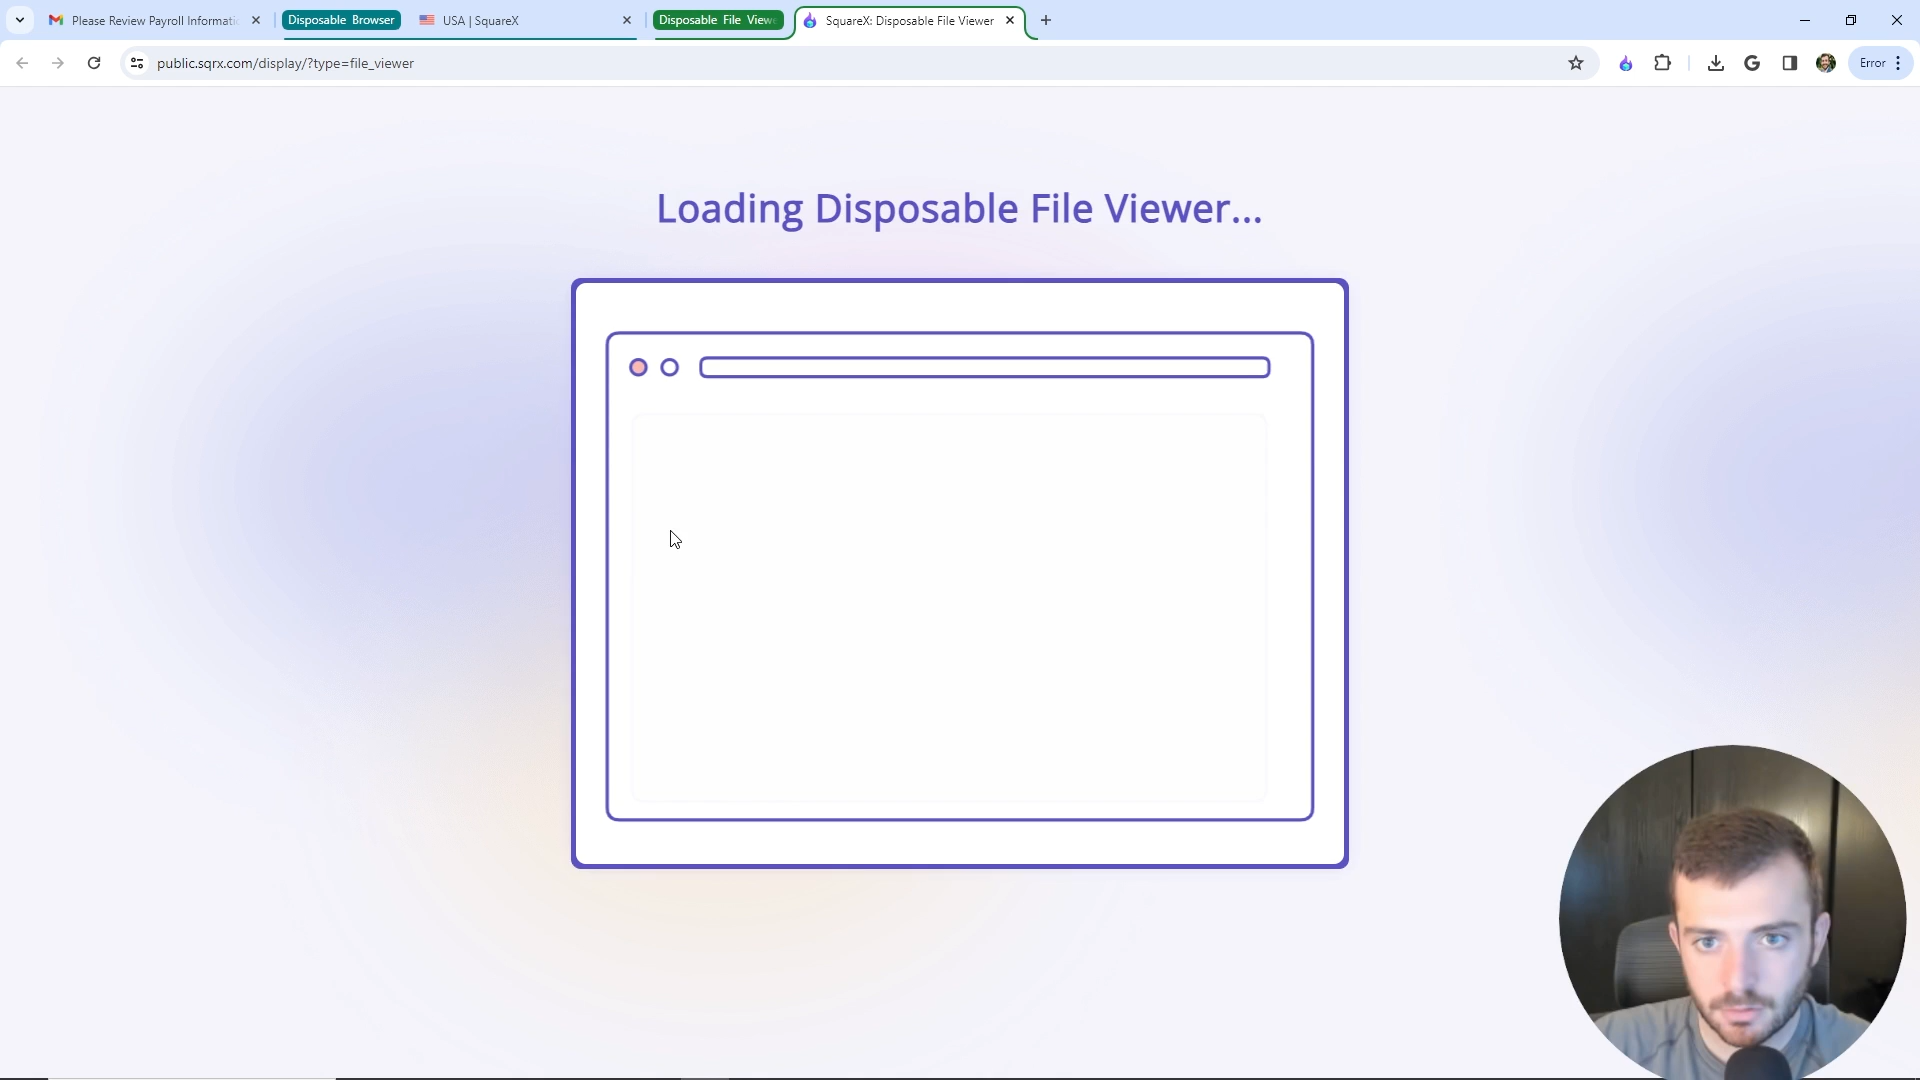 Please Review Payroll Informati
Disposable Browser
USA | SquareX
Disposable File View
SquareX: Disposable File Viewer
public.sqrx.com/display/?type=file_viewer
Error
Loading Disposable File Viewer...